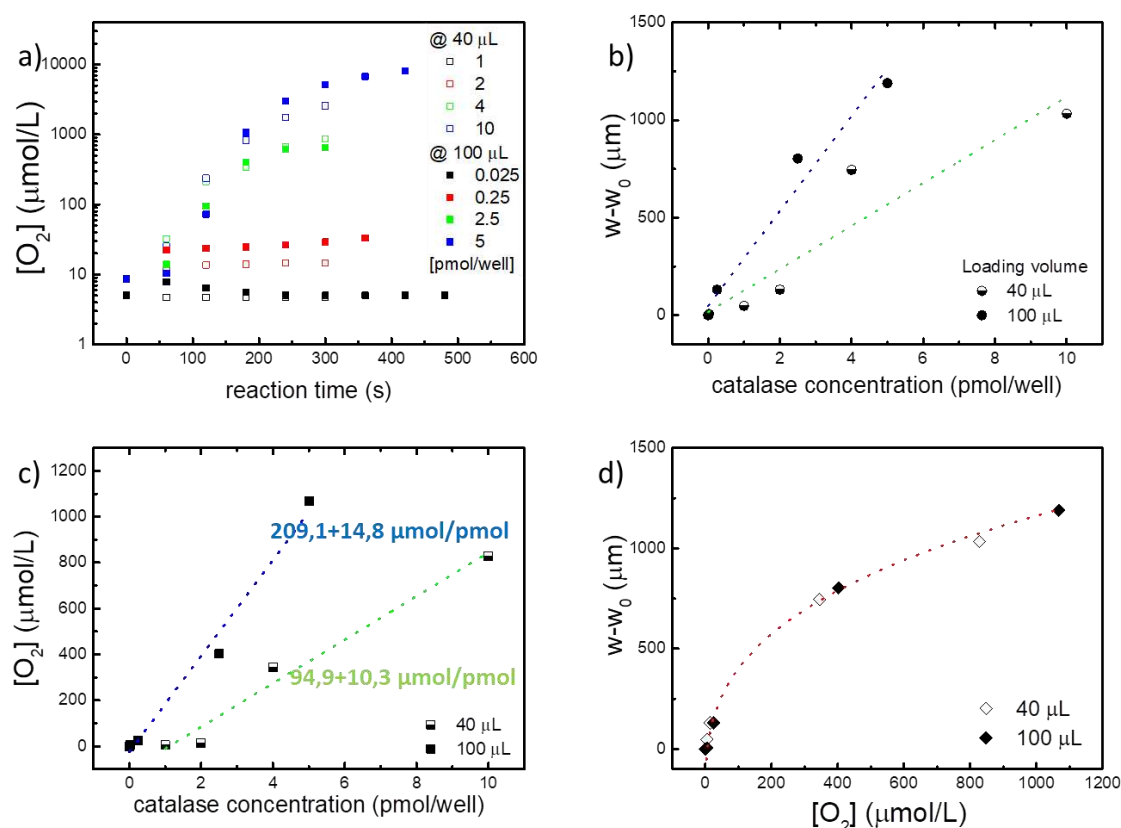 a)
[O2] (μmol/L)
10000
1000
100
10
1
0 100 200 300 400 500 600
reaction time (s)
@ 40 μL
1
2
4
10
@ 100 μL
0.025
0.25
2.5
5
[pmol/well]
b)
w-w0 (μm)
1500
1000
500
0
0 2 4 6 8 10
catalase concentration (pmol/well)
Loading volume
40 μL
100 μL
c)
[O2] (μmol/L)
1200
1000
800
600
400
200
0
0 2 4 6 8 10
catalase concentration (pmol/well)
209,1+14,8 μmol/pmol
94,9+10,3 μmol/pmol
40 μL
100 μL
d)
w-w0 (μm)
1500
1000
500
0
0 200 400 600 800 1000 1200
[O2] (μmol/L)
40 μL
100 μL